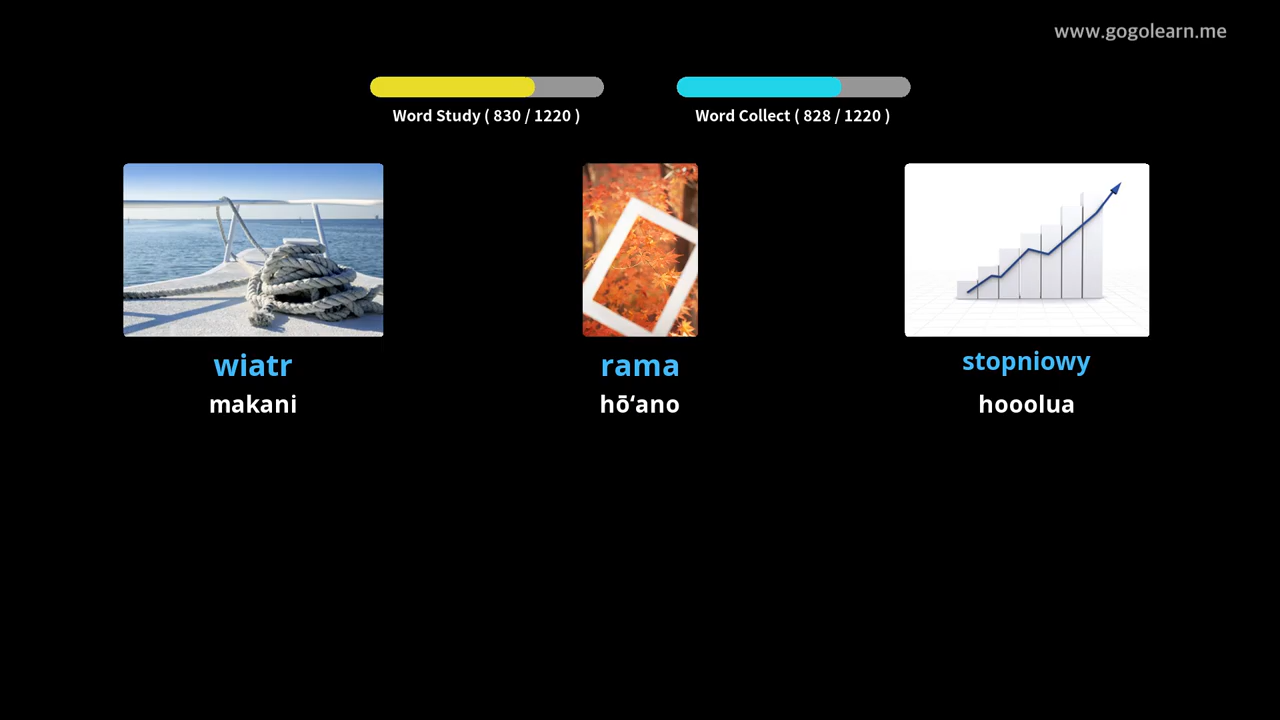 www.gogolearn.me
Word Study ( 830 / 1220 )
Word Collect ( 828 / 1220 )
wiatr
makani
rama
hōʻano
stopniowy
hooolua